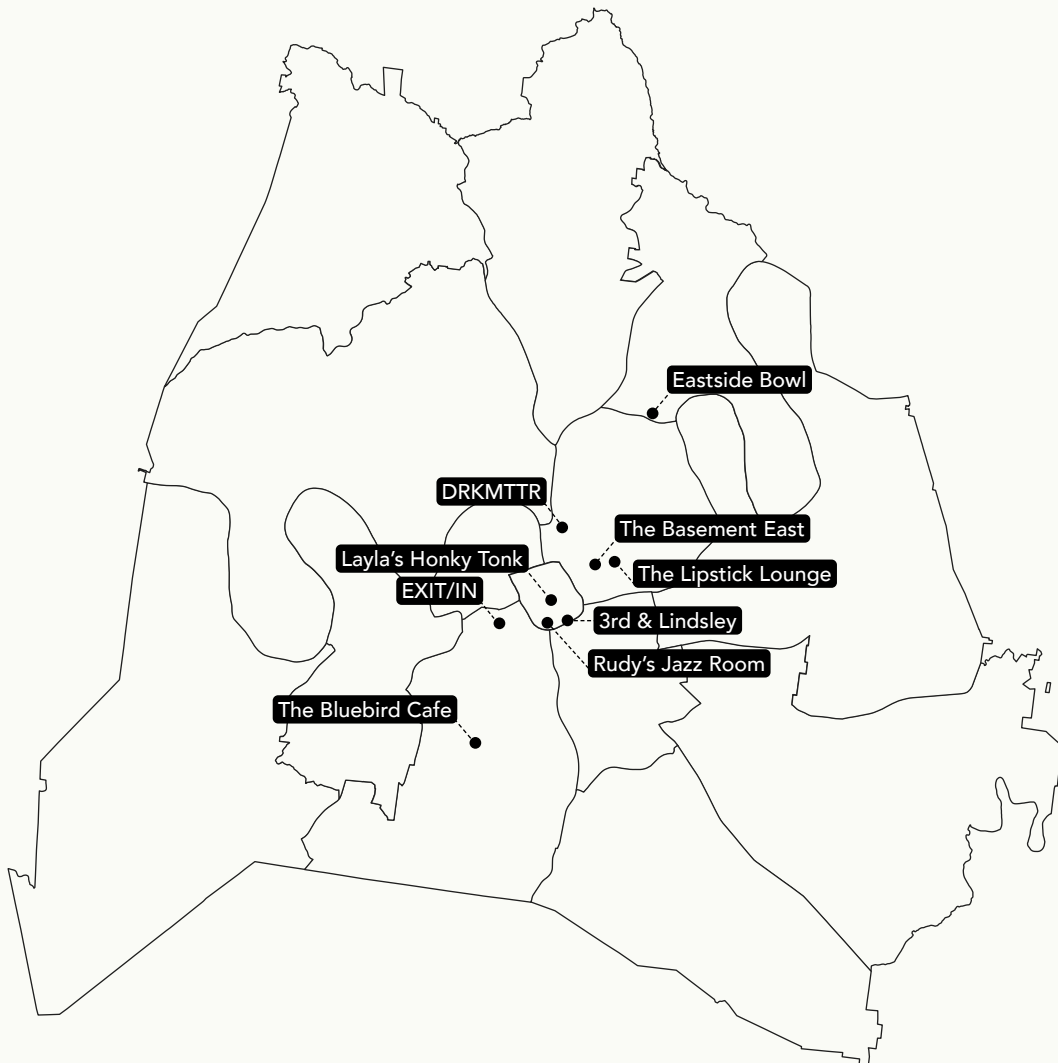 Eastside Bowl
DRKMTTR
The Basement East
Layla’s Honky Tonk
The Lipstick Lounge
EXIT/IN
3rd & Lindsley
Rudy’s Jazz Room
The Bluebird Cafe